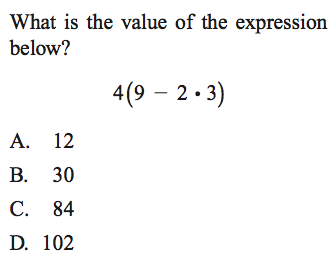 What is the value of the expression
below?
4(9 − 2 • 3)
A. 12
B. 30
C. 84
D. 102